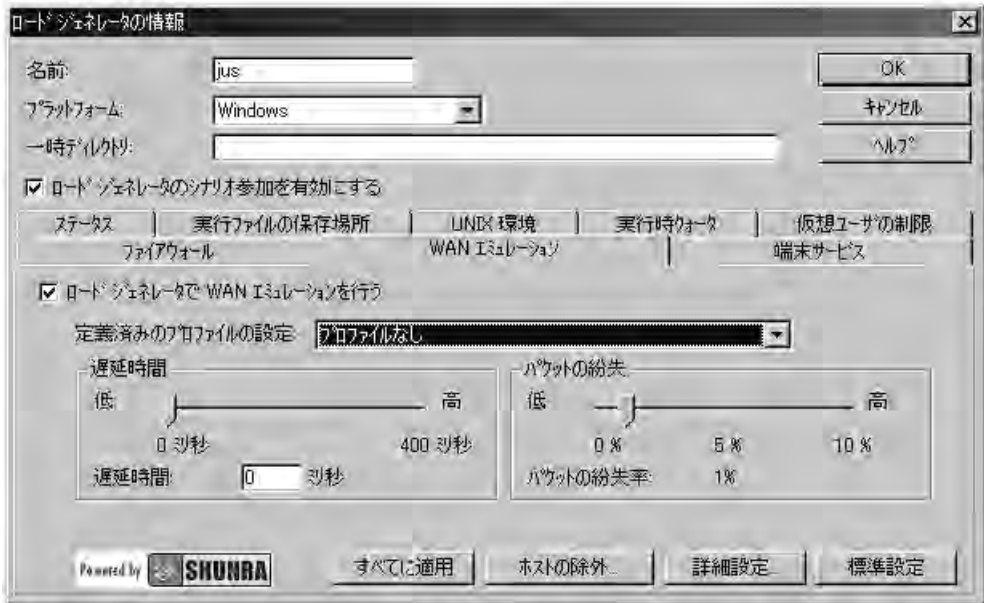 ロード ジェネレータの情報
名前: jus OK
プラットフォーム: Windows キャンセル
一時ディレクトリ: ヘルプ
ロード ジェネレータのシナリオ参加を有効にする
ステータス 実行ファイルの保存場所 UNIX 環境 実行時クォータ 仮想ユーザの制限
ファイアウォール WAN エミュレーション 端末サービス
ロード ジェネレータで WAN エミュレーションを行う
定義済みのプロファイルの設定: プロファイルなし
遅延時間 パケットの紛失
低 高 低 高
0 ミリ秒 400 ミリ秒 0 % 5 % 10 %
遅延時間: 0 ミリ秒 パケットの紛失率: 1%
Powered by SHUNRA すべてに適用 ホストの除外... 詳細設定... 標準設定